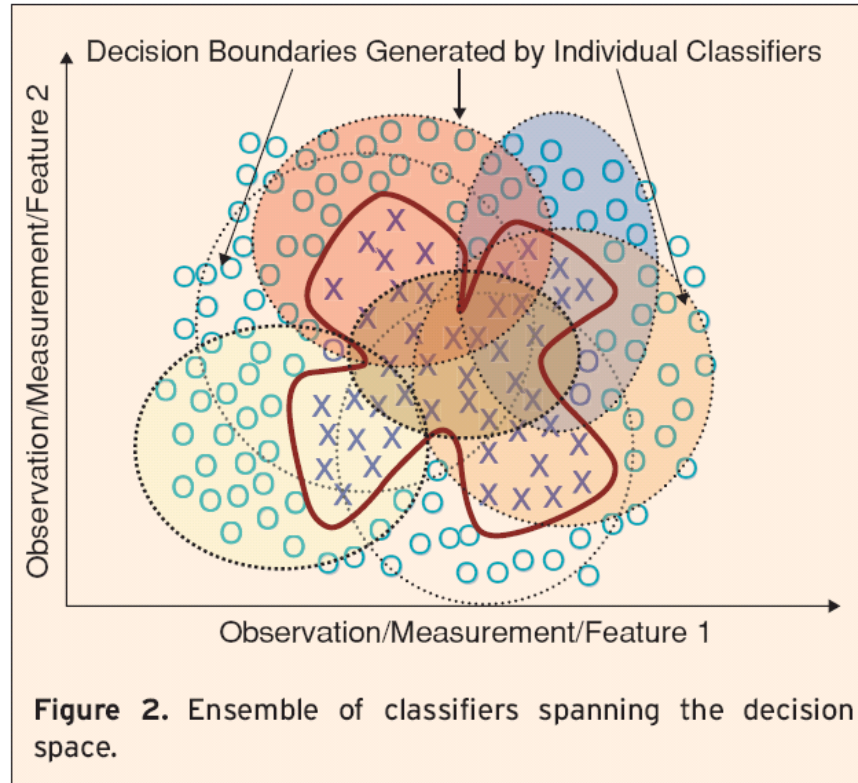 Decision Boundaries Generated by Individual Classifiers
Observation/Measurement/Feature 2
Observation/Measurement/Feature 1
Figure 2. Ensemble of classifiers spanning the decision
space.